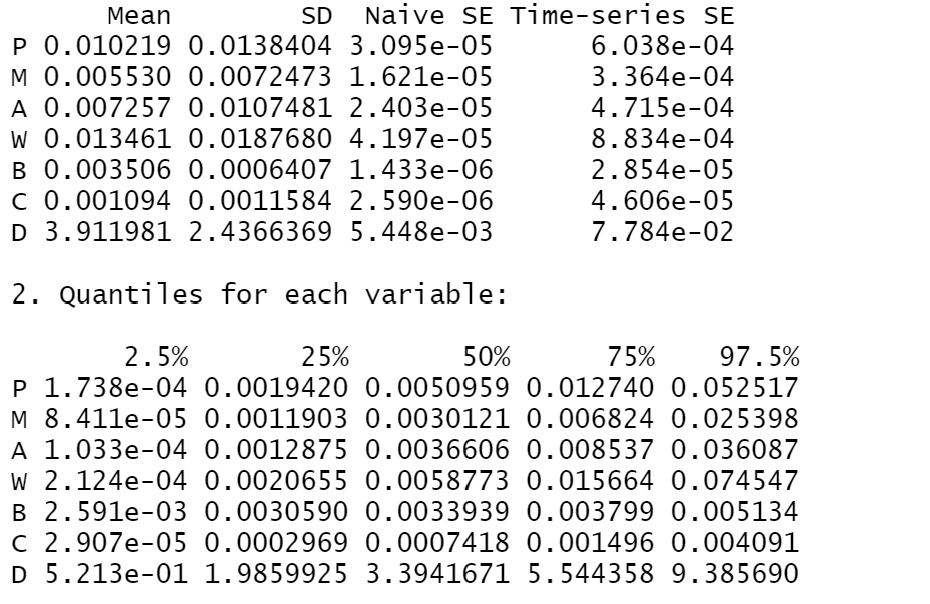 Mean SD Naive SE Time-series SE
P 0.010219 0.0138404 3.095e-05 6.038e-04
M 0.005530 0.0072473 1.621e-05 3.364e-04
A 0.007257 0.0107481 2.403e-05 4.715e-04
W 0.013461 0.0187680 4.197e-05 8.834e-04
B 0.003506 0.0006407 1.433e-06 2.854e-05
C 0.001094 0.0011584 2.590e-06 4.606e-05
D 3.911981 2.4366369 5.448e-03 7.784e-02
2. Quantiles for each variable:
2.5% 25% 50% 75% 97.5%
P 1.738e-04 0.0019420 0.0050959 0.012740 0.052517
M 8.411e-05 0.0011903 0.0030121 0.006824 0.025398
A 1.033e-04 0.0012875 0.0036606 0.008537 0.036087
W 2.124e-04 0.0020655 0.0058773 0.015664 0.074547
B 2.591e-03 0.0030590 0.0033939 0.003799 0.005134
C 2.907e-05 0.0002969 0.0007418 0.001496 0.004091
D 5.213e-01 1.9859925 3.3941671 5.544358 9.385690